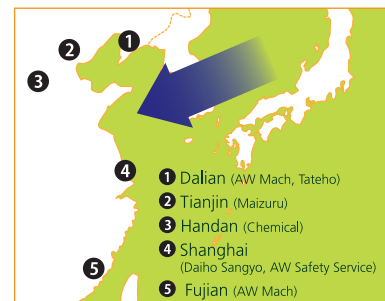 1
2
3
4
5
1 Dalian (AW Mach, Tateho)
2 Tianjin (Maizuru)
3 Handan (Chemical)
4 Shanghai
(Daiho Sangyo, AW Safety Service)
5 Fujian (AW Mach)